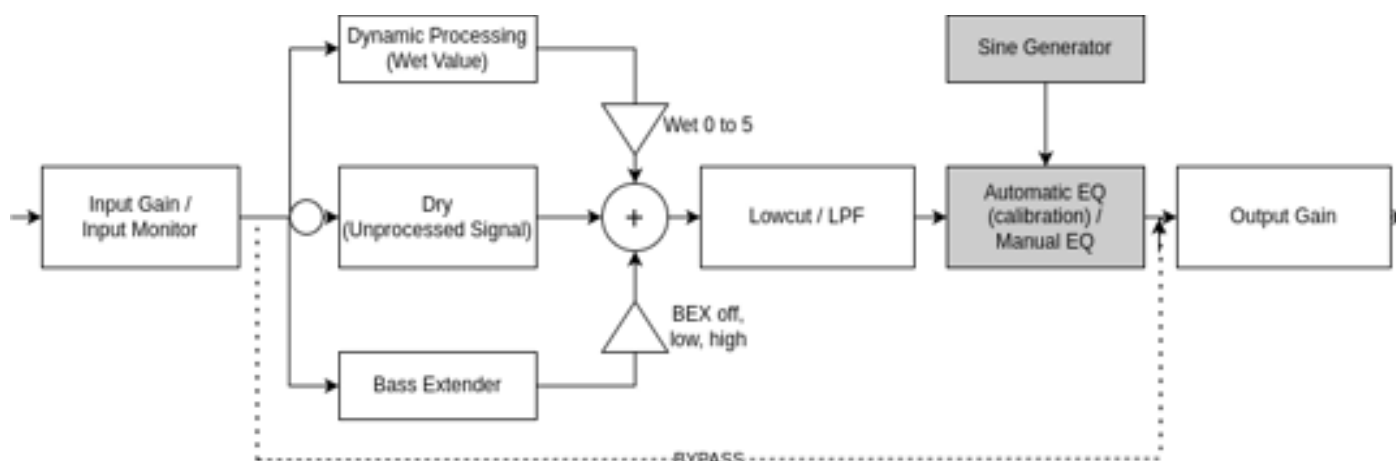 Dynamic Processing
(Wet Value)
Sine Generator
Wet 0 to 5
Input Gain /
Input Monitor
Dry
(Unprocessed Signal)
+
Lowcut / LPF
Automatic EQ
(calibration) /
Manual EQ
Output Gain
BEX off,
low, high
Bass Extender
BYPASS